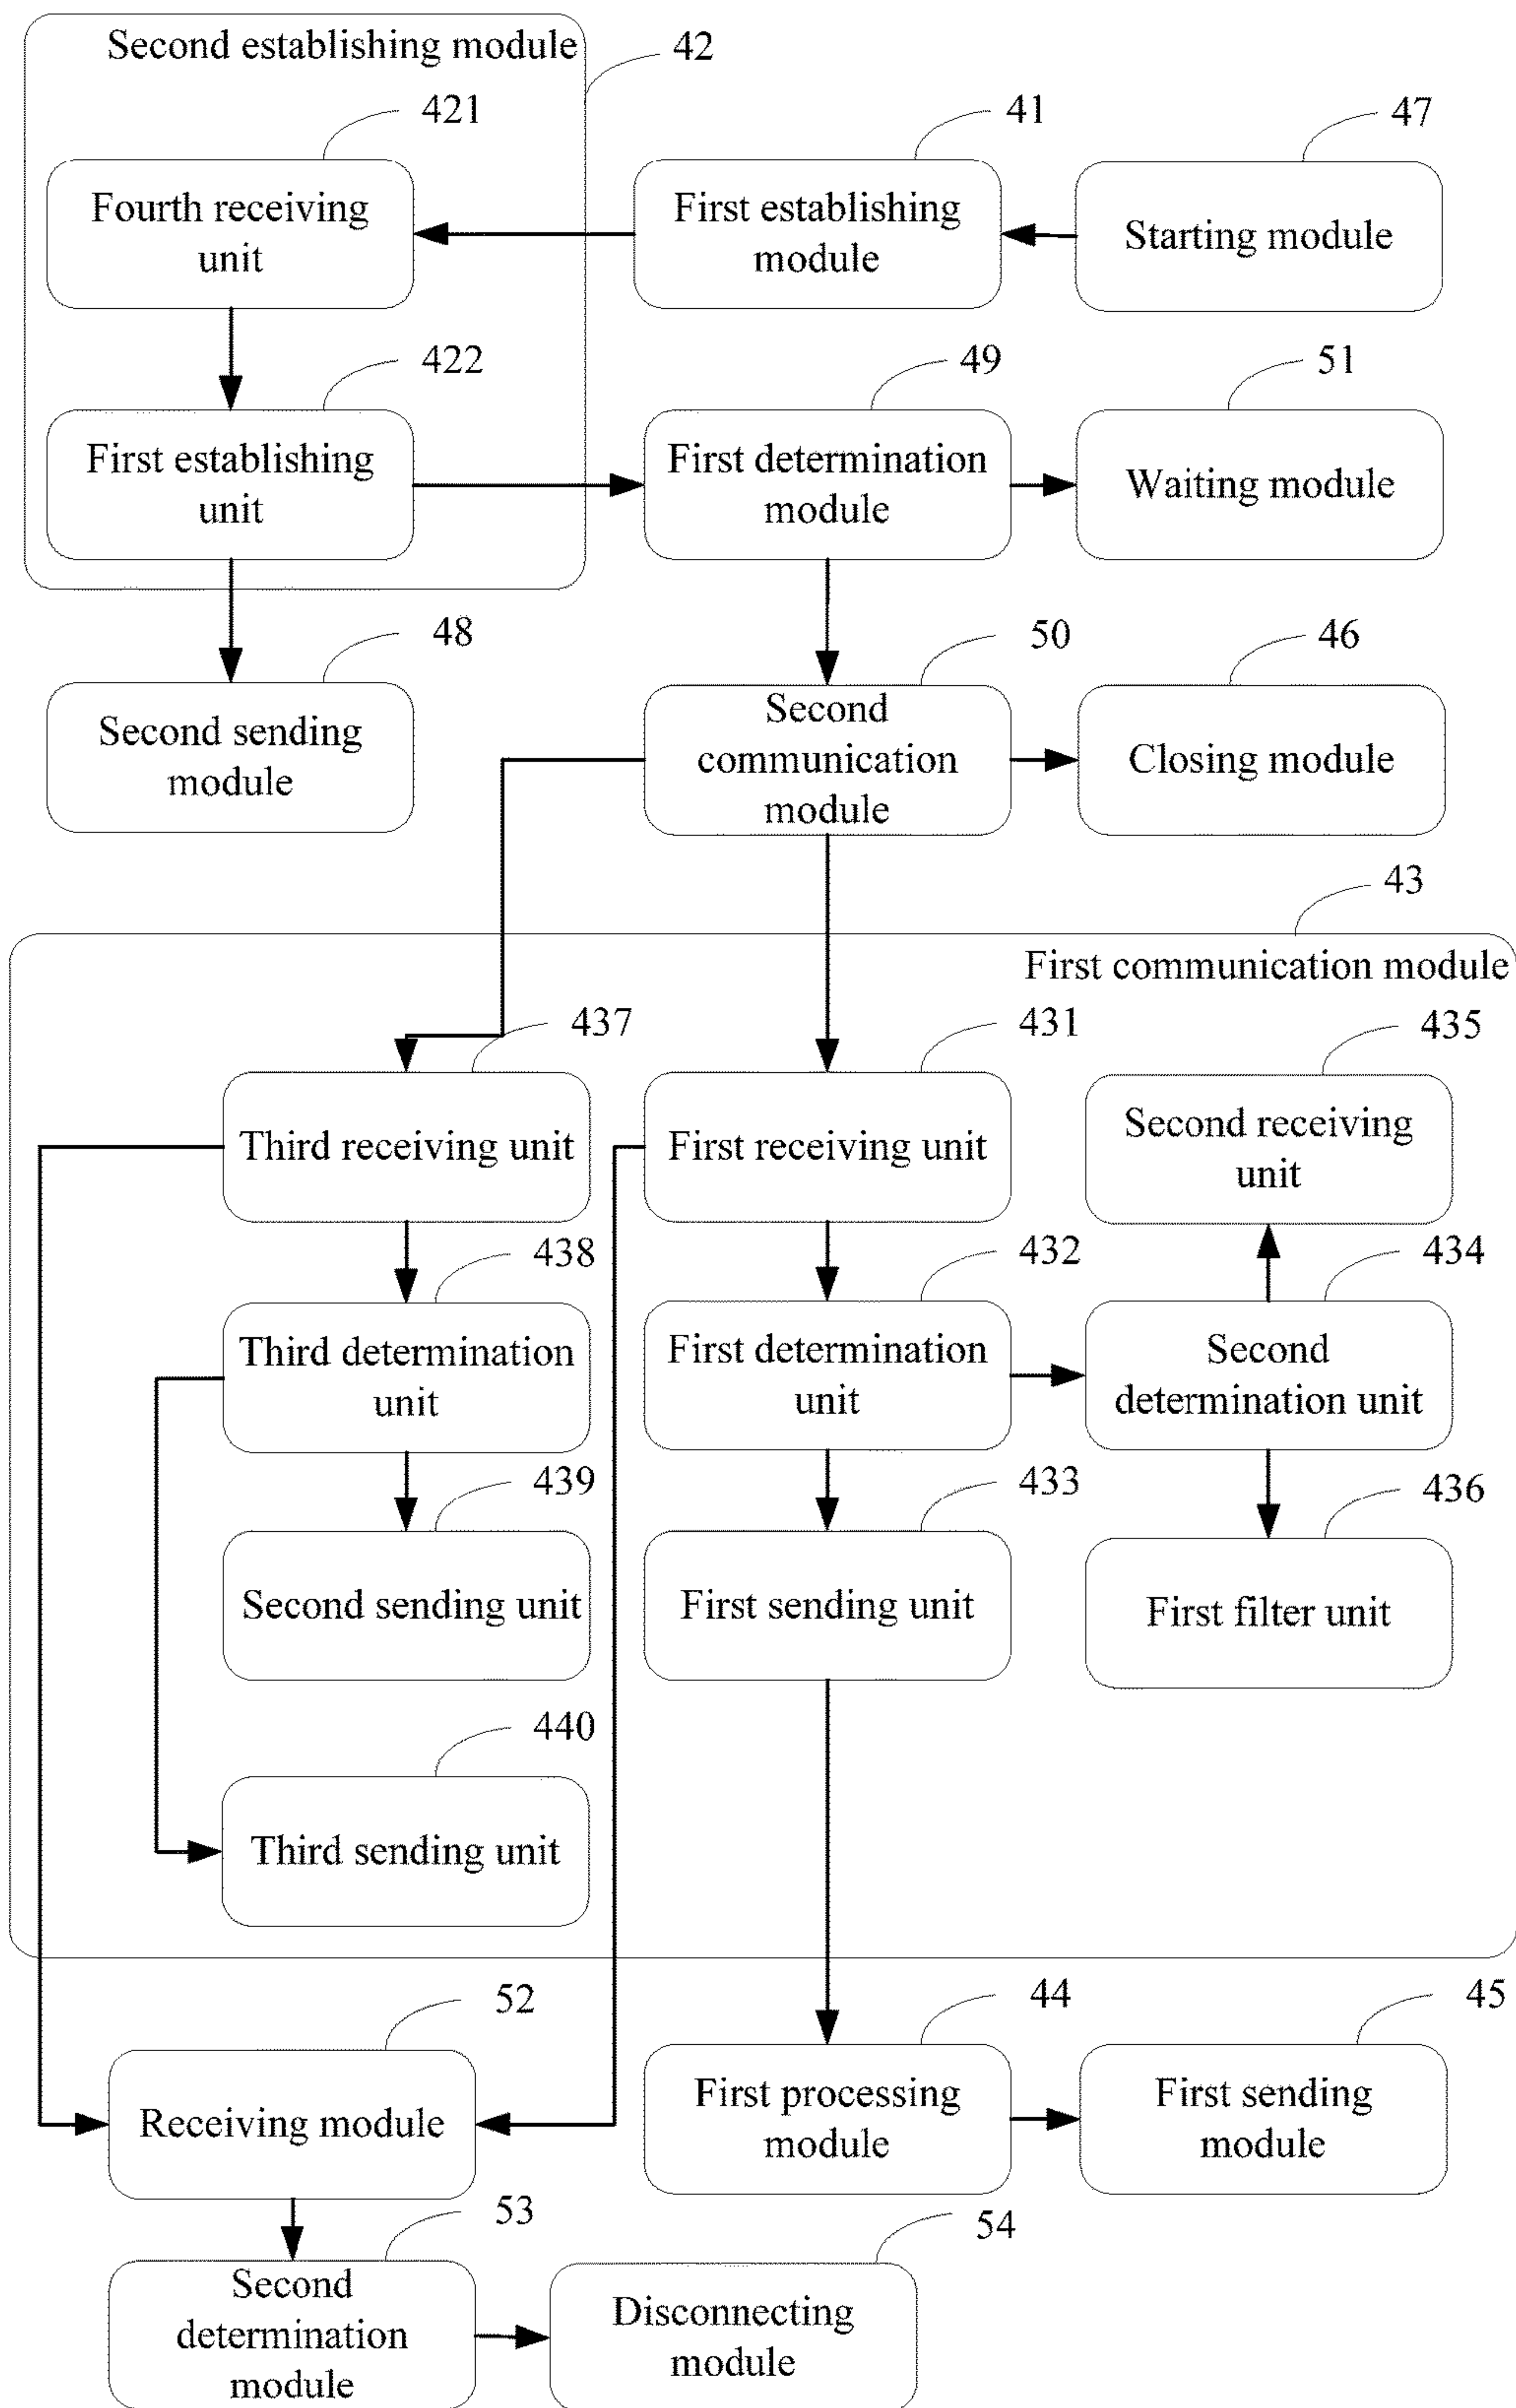 Second establishing module
42
421
41
47
Fourth receiving
unit
First establishing
module
Starting module
422
49
51
First establishing
unit
First determination
module
Waiting module
48
50
46
Second sending
module
Second
communication
module
Closing module
43
First communication module
437
431
435
Third receiving unit
First receiving unit
Second receiving
unit
438
432
434
Third determination
unit
First determination
unit
Second
determination unit
439
433
436
Second sending unit
First sending unit
First filter unit
440
Third sending unit
52
44
45
Receiving module
First processing
module
First sending
module
53
54
Second
determination
module
Disconnecting
module